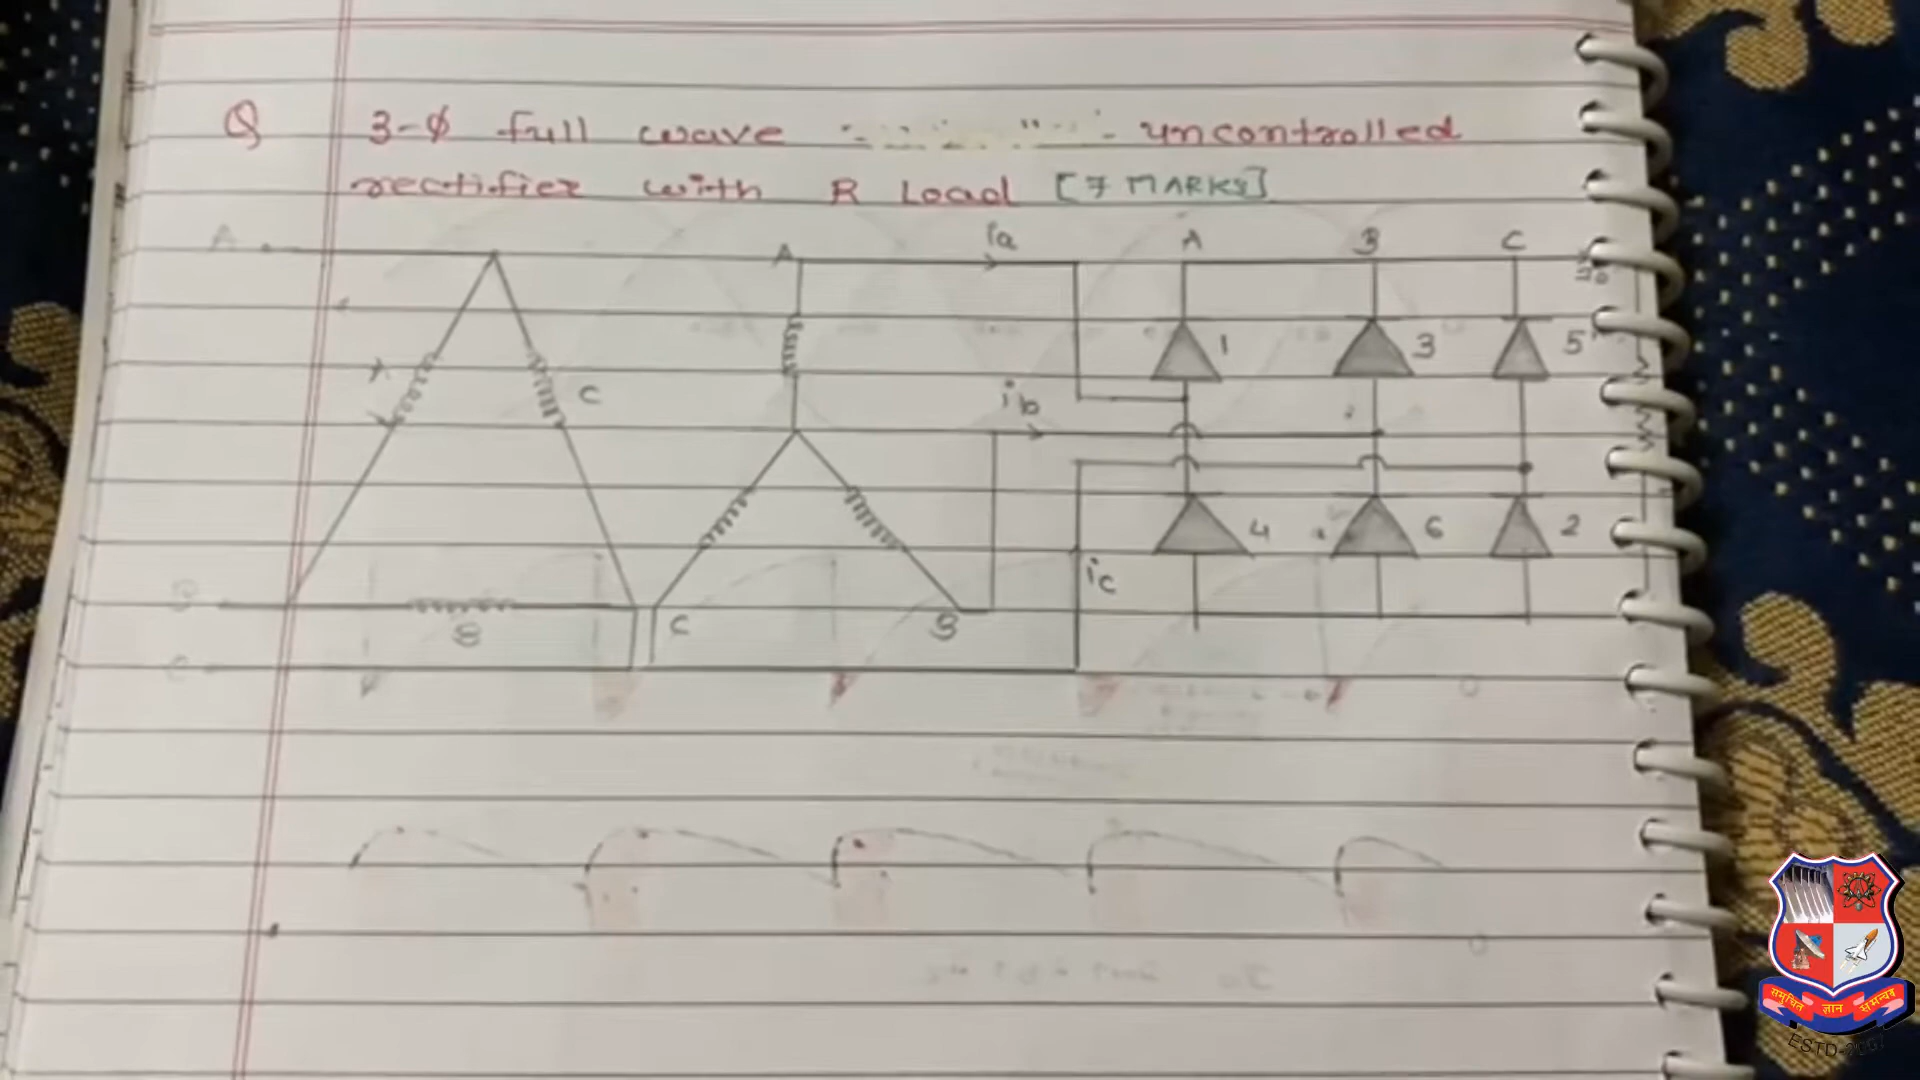 Q 3-φ full wave uncontrolled
rectifier with R Load [7 MARKS]
A
A
ia
A
B
C
1
3
5
C
ib
4
6
2
ic
B
B
C
B
C
समुचित ज्ञान समन्वय
ESTD-